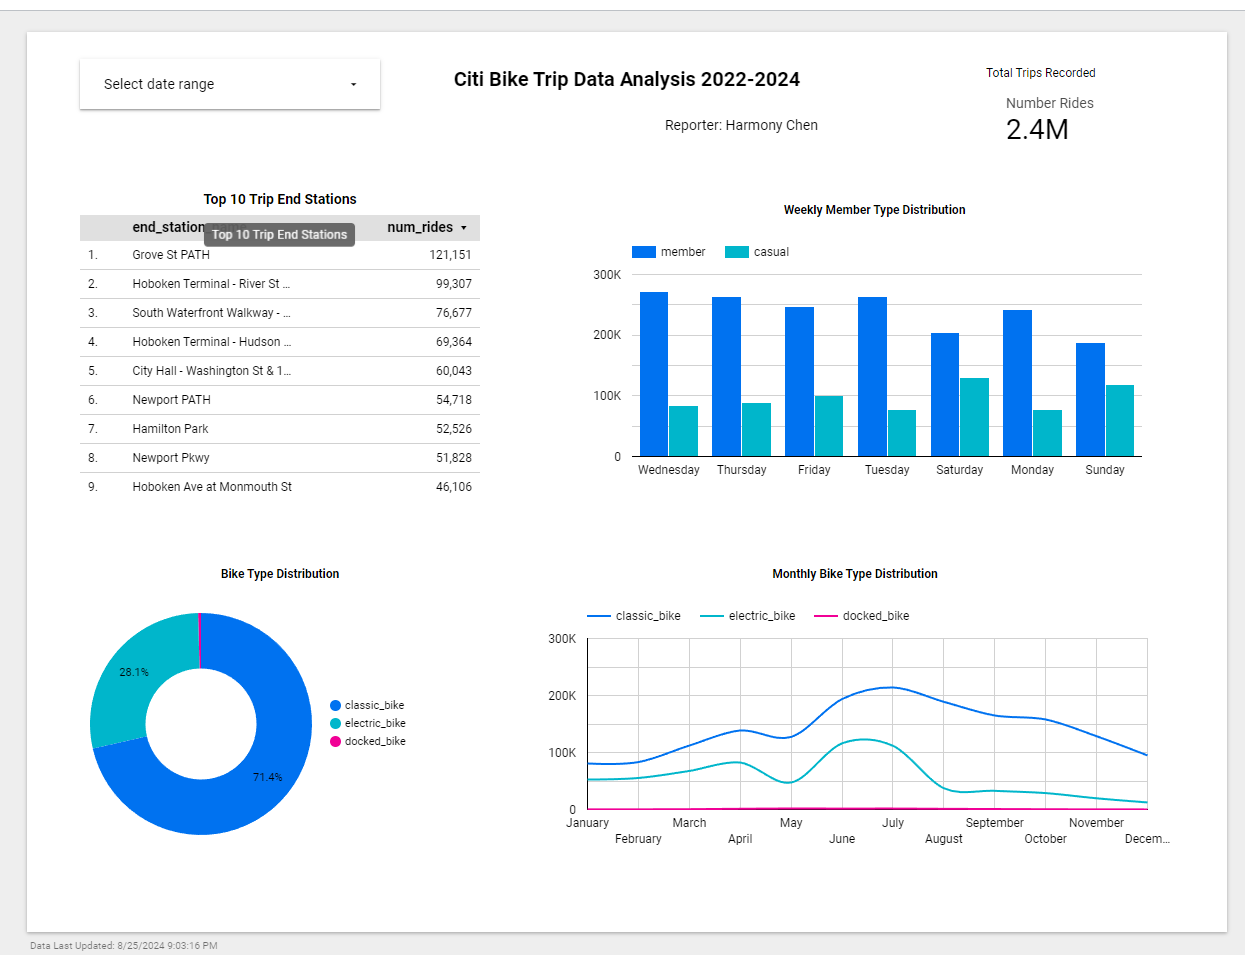 Select date range
Citi Bike Trip Data Analysis 2022-2024
Reporter: Harmony Chen
Total Trips Recorded
Number Rides
2.4M
Top 10 Trip End Stations
end_station num_rides
Top 10 Trip End Stations
1. Grove St PATH 121,151
2. Hoboken Terminal - River St ... 99,307
3. South Waterfront Walkway - ... 76,677
4. Hoboken Terminal - Hudson ... 69,364
5. City Hall - Washington St & 1... 60,043
6. Newport PATH 54,718
7. Hamilton Park 52,526
8. Newport Pkwy 51,828
9. Hoboken Ave at Monmouth St 46,106
Weekly Member Type Distribution
member casual
300K
200K
100K
0
Wednesday Thursday Friday Tuesday Saturday Monday Sunday
Bike Type Distribution
28.1%
71.4%
classic_bike
electric_bike
docked_bike
Monthly Bike Type Distribution
classic_bike electric_bike docked_bike
300K
200K
100K
0
January March May July September November
February April June August October Decem...
Data Last Updated: 8/25/2024 9:03:16 PM